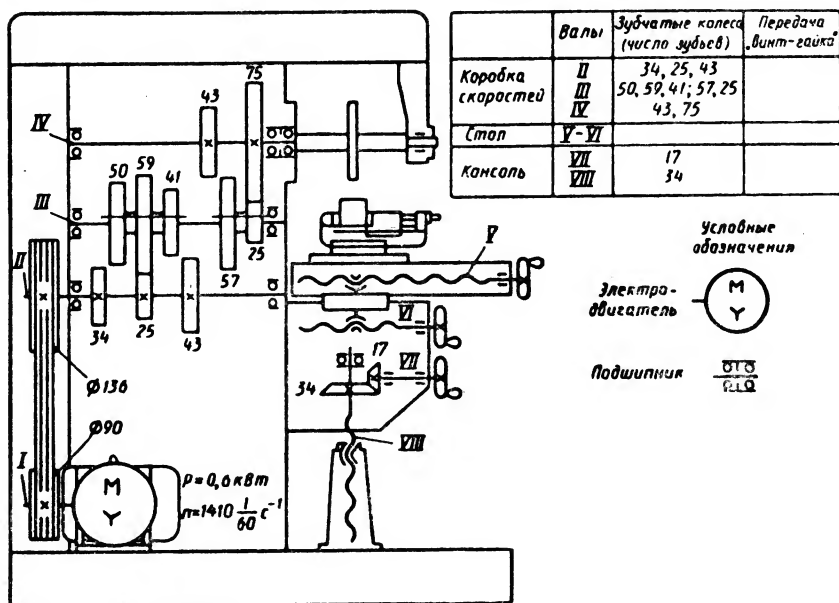 Валы
Зубчатые колеса
(число зубьев)
Передача
„Винт-гайка"
Коробка
скоростей
II
34, 25, 43
III
50, 59, 41; 57, 25
IV
43, 75
Стол
V-VI
Консоль
VII
17
VIII
34
75
43
IV
50
59
41
III
57
25
II
34
25
43
V
VI
17
VII
34
VIII
Ø136
Ø90
I
М
Y
P=0,6 кВт
n=1410 1/60 с⁻¹
Условные
обозначения
Электро-
двигатель
М
Y
Подшипник